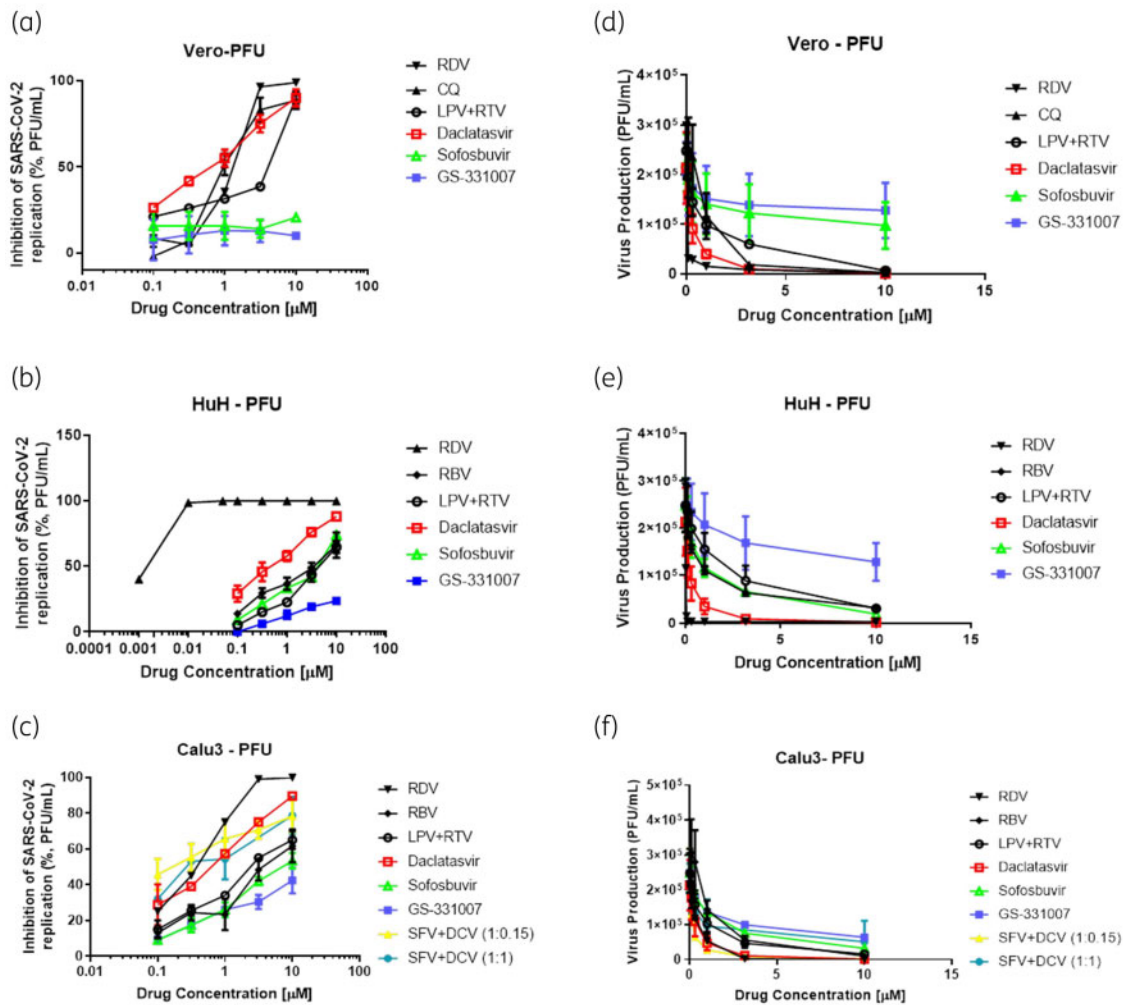 (a)
Vero-PFU
Inhibition of SARS-CoV-2
replication (%, PFU/mL)
100
50
0
0.01
0.1
1
10
100
Drug Concentration [µM]
RDV
CQ
LPV+RTV
Daclatasvir
Sofosbuvir
GS-331007
(d)
Vero - PFU
Virus Production (PFU/mL)
4×10⁵
3×10⁵
2×10⁵
1×10⁵
0
0
5
10
15
Drug Concentration [µM]
RDV
CQ
LPV+RTV
Daclatasvir
Sofosbuvir
GS-331007
(b)
HuH - PFU
Inhibition of SARS-CoV-2
replication (%, PFU/mL)
150
100
50
0
0.0001
0.001
0.01
0.1
1
10
100
Drug Concentration [µM]
RDV
RBV
LPV+RTV
Daclatasvir
Sofosbuvir
GS-331007
(e)
HuH - PFU
Virus Production (PFU/mL)
4×10⁵
3×10⁵
2×10⁵
1×10⁵
0
0
5
10
15
Drug Concentration [µM]
RDV
RBV
LPV+RTV
Daclatasvir
Sofosbuvir
GS-331007
(c)
Calu3 - PFU
Inhibition of SARS-CoV-2
replication (%, PFU/mL)
100
80
60
40
20
0
0.01
0.1
1
10
100
Drug Concentration [µM]
RDV
RBV
LPV+RTV
Daclatasvir
Sofosbuvir
GS-331007
SFV+DCV (1:0.15)
SFV+DCV (1:1)
(f)
Calu3- PFU
Virus Production (PFU/mL)
5×10⁵
4×10⁵
3×10⁵
2×10⁵
1×10⁵
0
0
5
10
15
Drug Concentration [µM]
RDV
RBV
LPV+RTV
Daclatasvir
Sofosbuvir
GS-331007
SFV+DCV (1:0.15)
SFV+DCV (1:1)